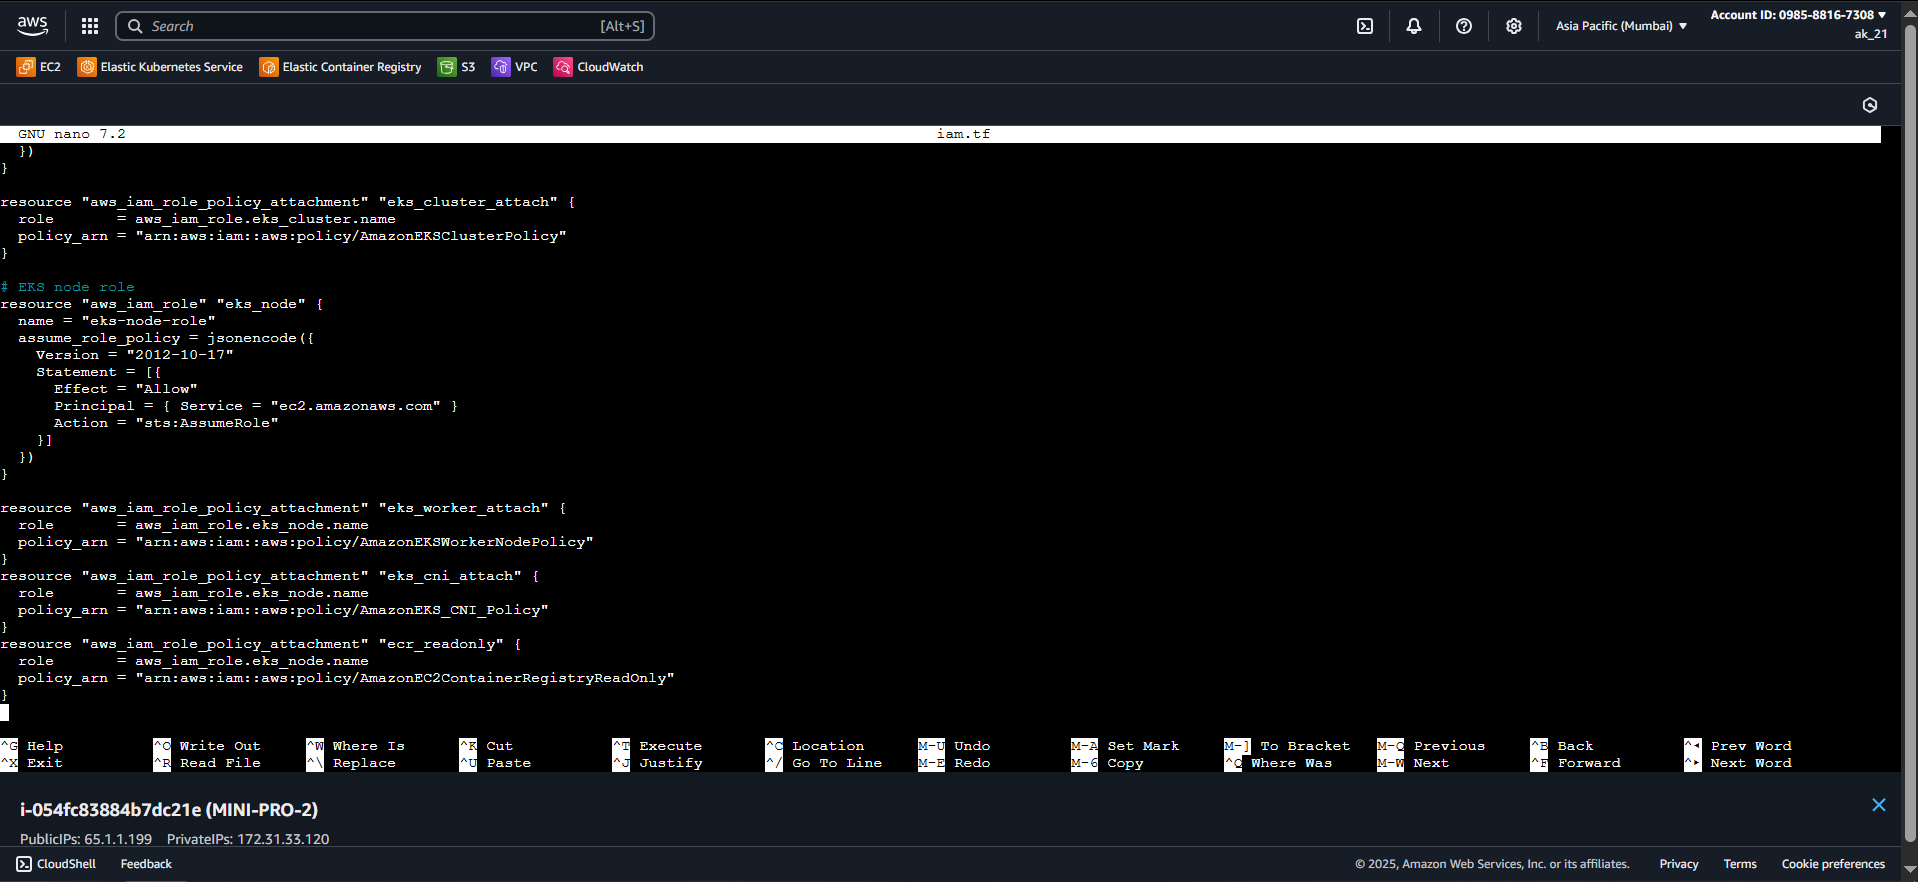 aws
Search [Alt+S]
Asia Pacific (Mumbai) ▼
Account ID: 0985-8816-7308 ▼
ak_21
EC2 Elastic Kubernetes Service Elastic Container Registry S3 VPC CloudWatch
GNU nano 7.2 iam.tf
  })
}

resource "aws_iam_role_policy_attachment" "eks_cluster_attach" {
  role       = aws_iam_role.eks_cluster.name
  policy_arn = "arn:aws:iam::aws:policy/AmazonEKSClusterPolicy"
}

# EKS node role
resource "aws_iam_role" "eks_node" {
  name = "eks-node-role"
  assume_role_policy = jsonencode({
    Version = "2012-10-17"
    Statement = [{
      Effect = "Allow"
      Principal = { Service = "ec2.amazonaws.com" }
      Action = "sts:AssumeRole"
    }]
  })
}

resource "aws_iam_role_policy_attachment" "eks_worker_attach" {
  role       = aws_iam_role.eks_node.name
  policy_arn = "arn:aws:iam::aws:policy/AmazonEKSWorkerNodePolicy"
}
resource "aws_iam_role_policy_attachment" "eks_cni_attach" {
  role       = aws_iam_role.eks_node.name
  policy_arn = "arn:aws:iam::aws:policy/AmazonEKS_CNI_Policy"
}
resource "aws_iam_role_policy_attachment" "ecr_readonly" {
  role       = aws_iam_role.eks_node.name
  policy_arn = "arn:aws:iam::aws:policy/AmazonEC2ContainerRegistryReadOnly"
}
^G Help ^O Write Out ^W Where Is ^K Cut ^T Execute ^C Location M-U Undo M-A Set Mark M-] To Bracket M-Q Previous ^B Back ^◂ Prev Word
^X Exit ^R Read File ^\ Replace ^U Paste ^J Justify ^/ Go To Line M-E Redo M-6 Copy ^Q Where Was M-W Next ^F Forward ^▸ Next Word
i-054fc83884b7dc21e (MINI-PRO-2)
PublicIPs: 65.1.1.199 PrivateIPs: 172.31.33.120
CloudShell Feedback © 2025, Amazon Web Services, Inc. or its affiliates. Privacy Terms Cookie preferences